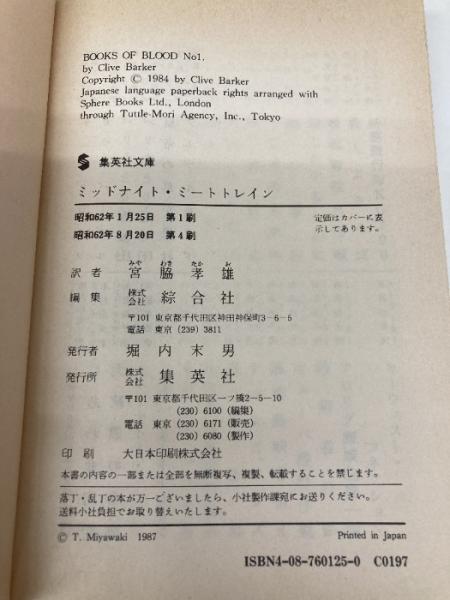 BOOKS OF BLOOD No1.
by Clive Barker
Copyright © 1984 by Clive Barker
Japanese language paperback rights arranged with
Sphere Books Ltd., London
through Tuttle-Mori Agency, Inc., Tokyo
集英社文庫
ミッドナイト・ミートトレイン
昭和62年1月25日 第1刷
昭和62年8月20日 第4刷
定価はカバーに表
示してあります。
みや わき たか お
訳者 宮脇孝雄
編集 株式会社 綜合社
〒101 東京都千代田区神田神保町3-6-5
電話 東京 (239) 3811
発行者 堀内末男
発行所 株式会社 集英社
〒101 東京都千代田区一ツ橋2-5-10
(230) 6100 (編集)
電話 東京 (230) 6171 (販売)
(230) 6080 (製作)
印刷 大日本印刷株式会社
本書の内容の一部または全部を無断複写、複製、転載することを禁じます。
落丁・乱丁の本が万一ございましたら、小社製作課宛にお送りください。
送料小社負担でお取り替えいたします。
© T. Miyawaki 1987
Printed in Japan
ISBN4-08-760125-0 C0197